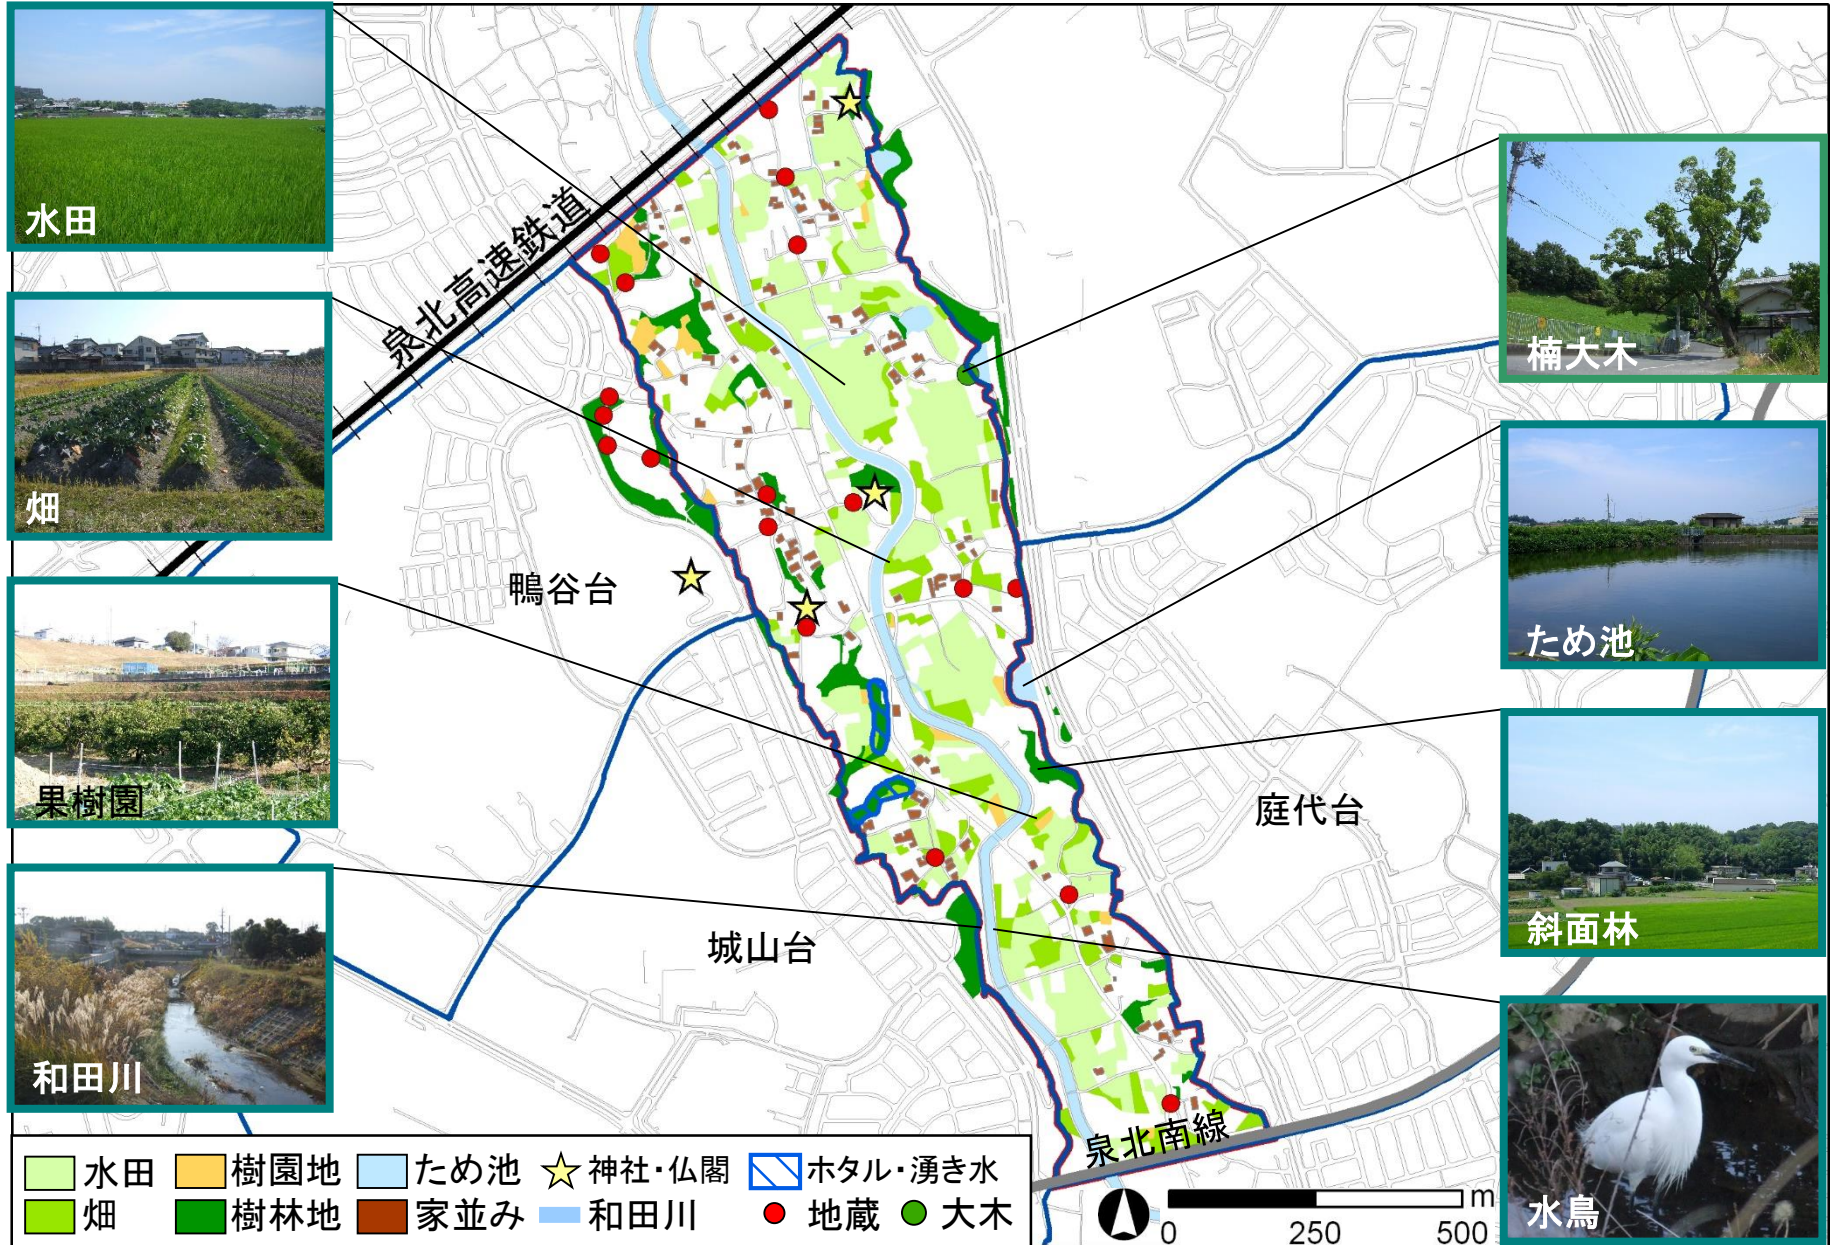 水田
畑
果樹園
和田川
泉北高速鉄道
鴨谷台
城山台
庭代台
泉北南線
楠大木
ため池
斜面林
水鳥
水田 樹園地 ため池 神社・仏閣 ホタル・湧き水
畑 樹林地 家並み 和田川 地蔵 大木
m
0 250 500